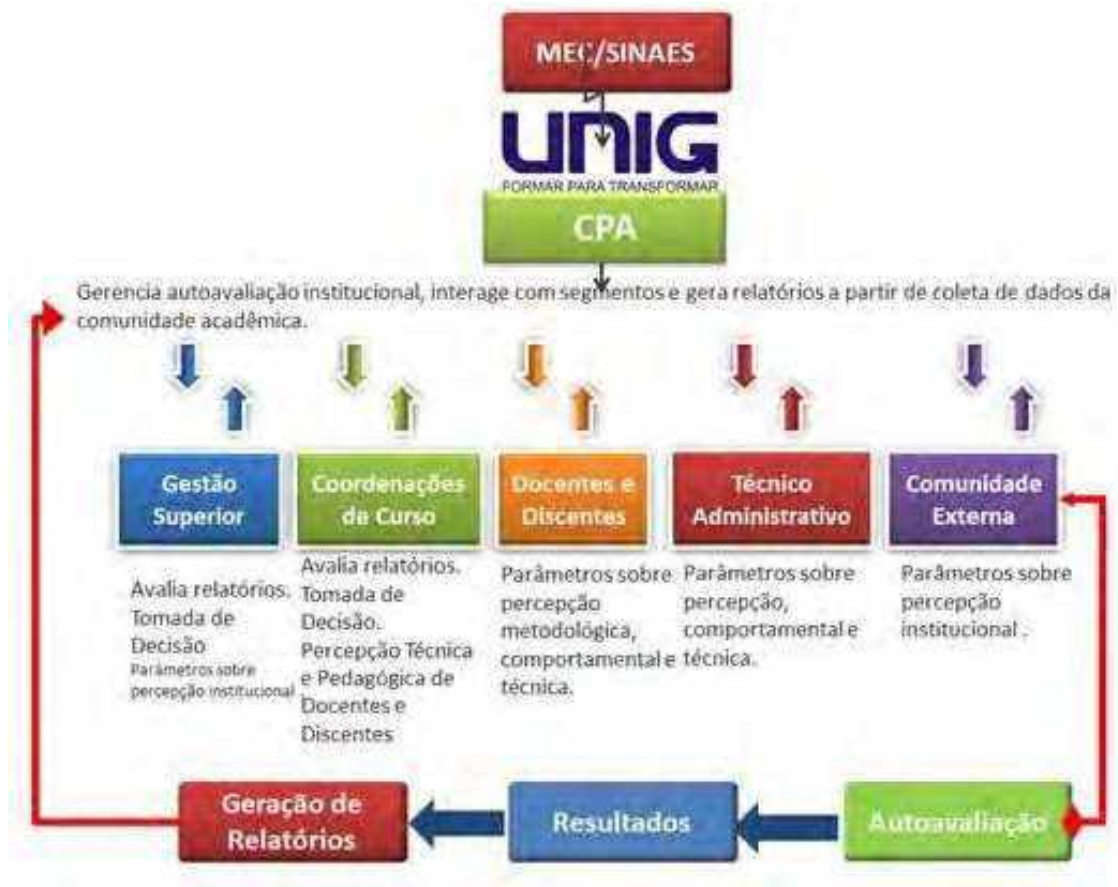 MEC/SINAES
UNIG
FORMAR PARA TRANSFORMAR
CPA
Gerencia autoavaliação institucional, interage com segmentos e gera relatórios a partir de coleta de dados da
comunidade acadêmica.
Gestão
Superior
Avalia relatórios.
Tomada de
Decisão
Parâmetros sobre
percepção institucional
Coordenações
de Curso
Avalia relatórios.
Tomada de
Decisão.
Percepção Técnica
e Pedagógica de
Docentes e
Discentes
Docentes e
Discentes
Parâmetros sobre
percepção
metodológica,
comportamental e
técnica.
Técnico
Administrativo
Parâmetros sobre
percepção,
comportamental e
técnica.
Comunidade
Externa
Parâmetros sobre
percepção
institucional .
Geração de
Relatórios
Resultados
Autoavaliação